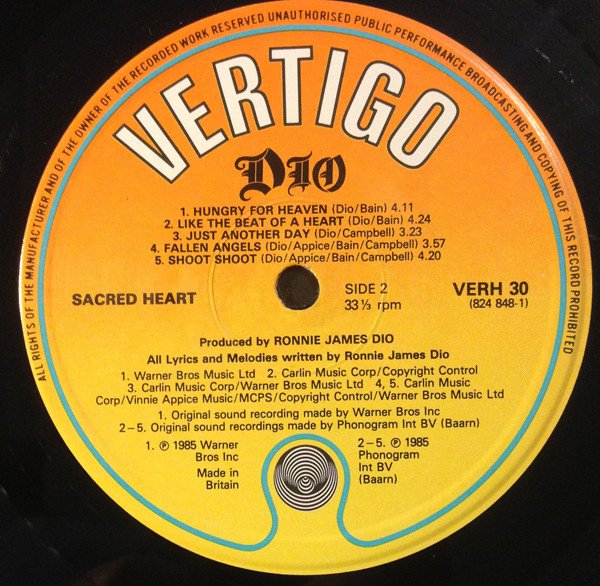 ALL RIGHTS OF THE MANUFACTURER AND OF THE OWNER OF THE RECORDED WORK RESERVED UNAUTHORISED PUBLIC PERFORMANCE BROADCASTING AND COPYING OF THIS RECORD PROHIBITED
VERTIGO
DIO
1. HUNGRY FOR HEAVEN (Dio/Bain) 4.11
2. LIKE THE BEAT OF A HEART (Dio/Bain) 4.24
3. JUST ANOTHER DAY (Dio/Campbell) 3.23
4. FALLEN ANGELS (Dio/Appice/Bain/Campbell) 3.57
5. SHOOT SHOOT (Dio/Appice/Bain/Campbell) 4.20
SACRED HEART
SIDE 2
33⅓ rpm
VERH 30
(824 848-1)
Produced by RONNIE JAMES DIO
All Lyrics and Melodies written by Ronnie James Dio
1. Warner Bros Music Ltd 2. Carlin Music Corp/Copyright Control
3. Carlin Music Corp/Warner Bros Music Ltd 4, 5. Carlin Music
Corp/Vinnie Appice Music/MCPS/Copyright Control/Warner Bros Music Ltd
1. Original sound recording made by Warner Bros Inc
2–5. Original sound recordings made by Phonogram Int BV (Baarn)
1. ℗ 1985 Warner
Bros Inc
Made in
Britain
2–5. ℗ 1985
Phonogram
Int BV
(Baarn)